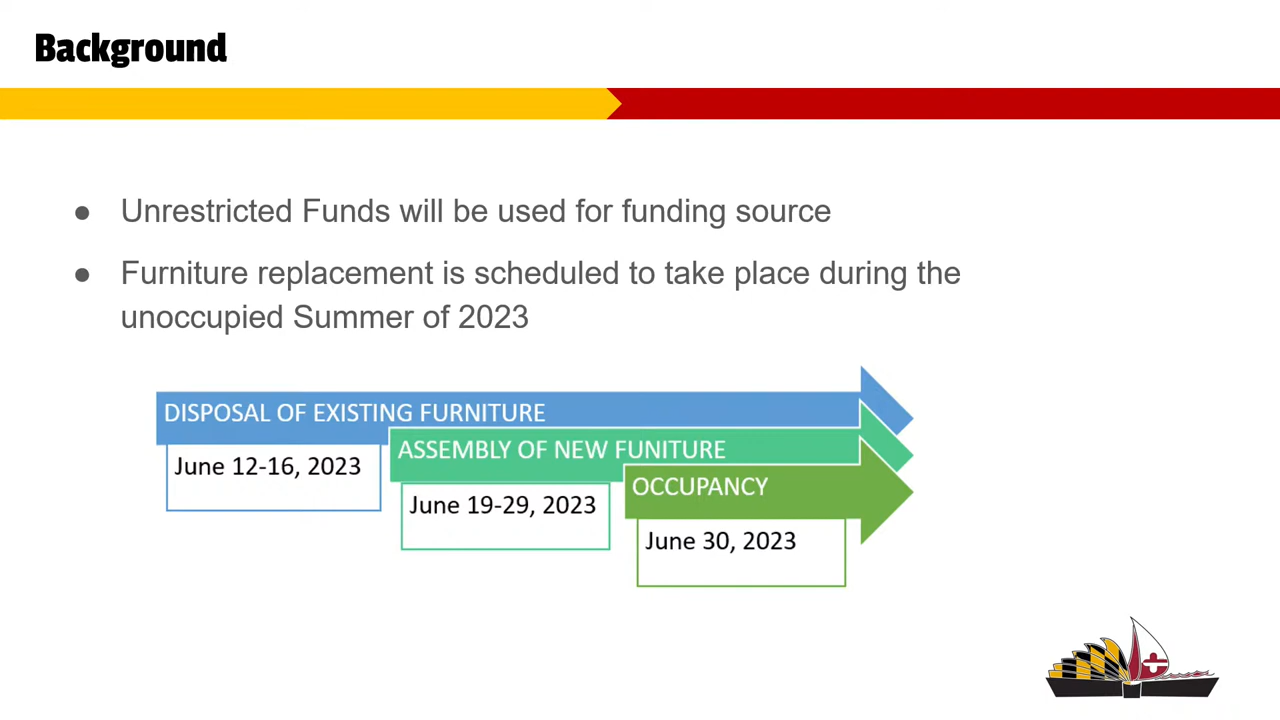 Background
● Unrestricted Funds will be used for funding source
● Furniture replacement is scheduled to take place during the
unoccupied Summer of 2023
DISPOSAL OF EXISTING FURNITURE
June 12-16, 2023
ASSEMBLY OF NEW FUNITURE
June 19-29, 2023
OCCUPANCY
June 30, 2023